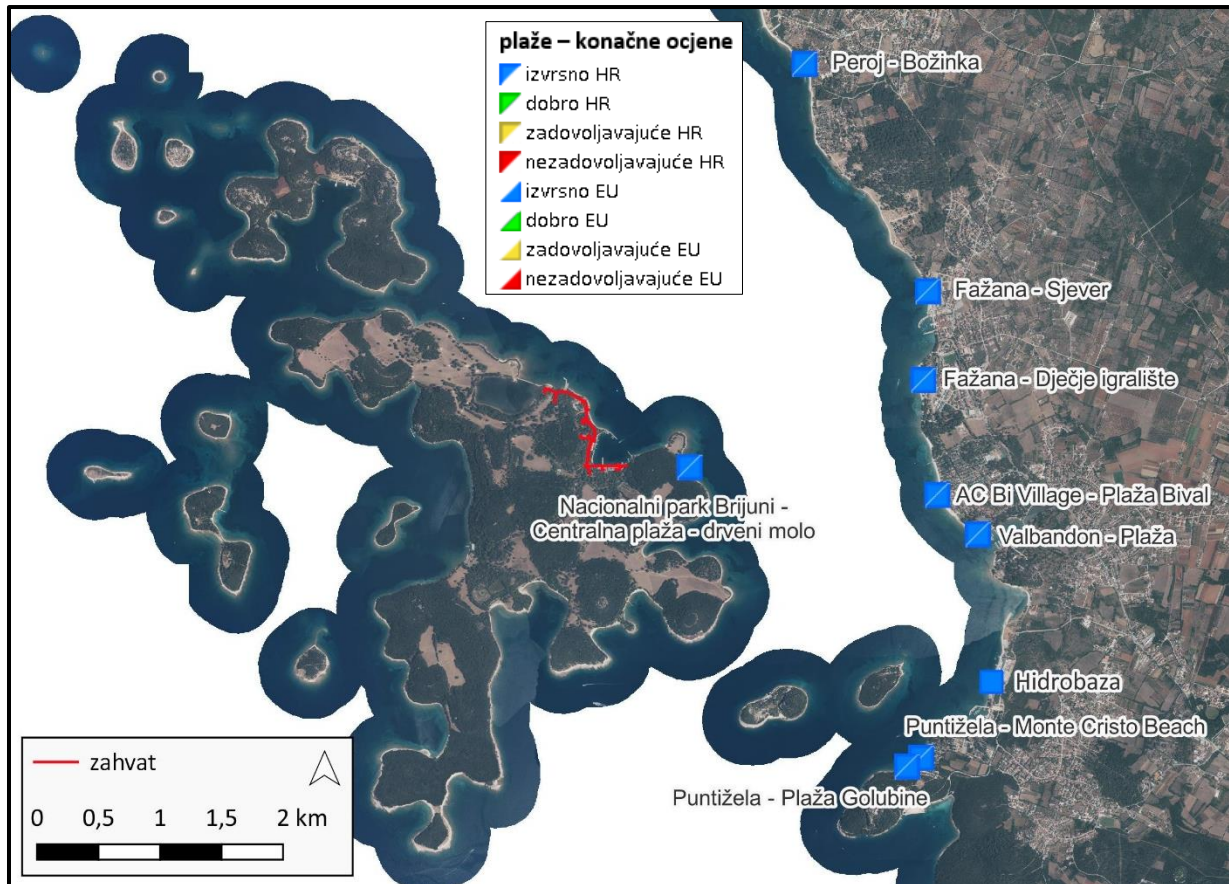 plaže – konačne ocjene
izvrsno HR
dobro HR
zadovoljavajuće HR
nezadovoljavajuće HR
izvrsno EU
dobro EU
zadovoljavajuće EU
nezadovoljavajuće EU
Peroj - Božinka
Fažana - Sjever
Fažana - Dječje igralište
Nacionalni park Brijuni -
Centralna plaža - drveni molo
AC Bi Village - Plaža Bival
Valbandon - Plaža
Hidrobaza
Puntižela - Monte Cristo Beach
Puntižela - Plaža Golubine
zahvat
0 0,5 1 1,5 2 km